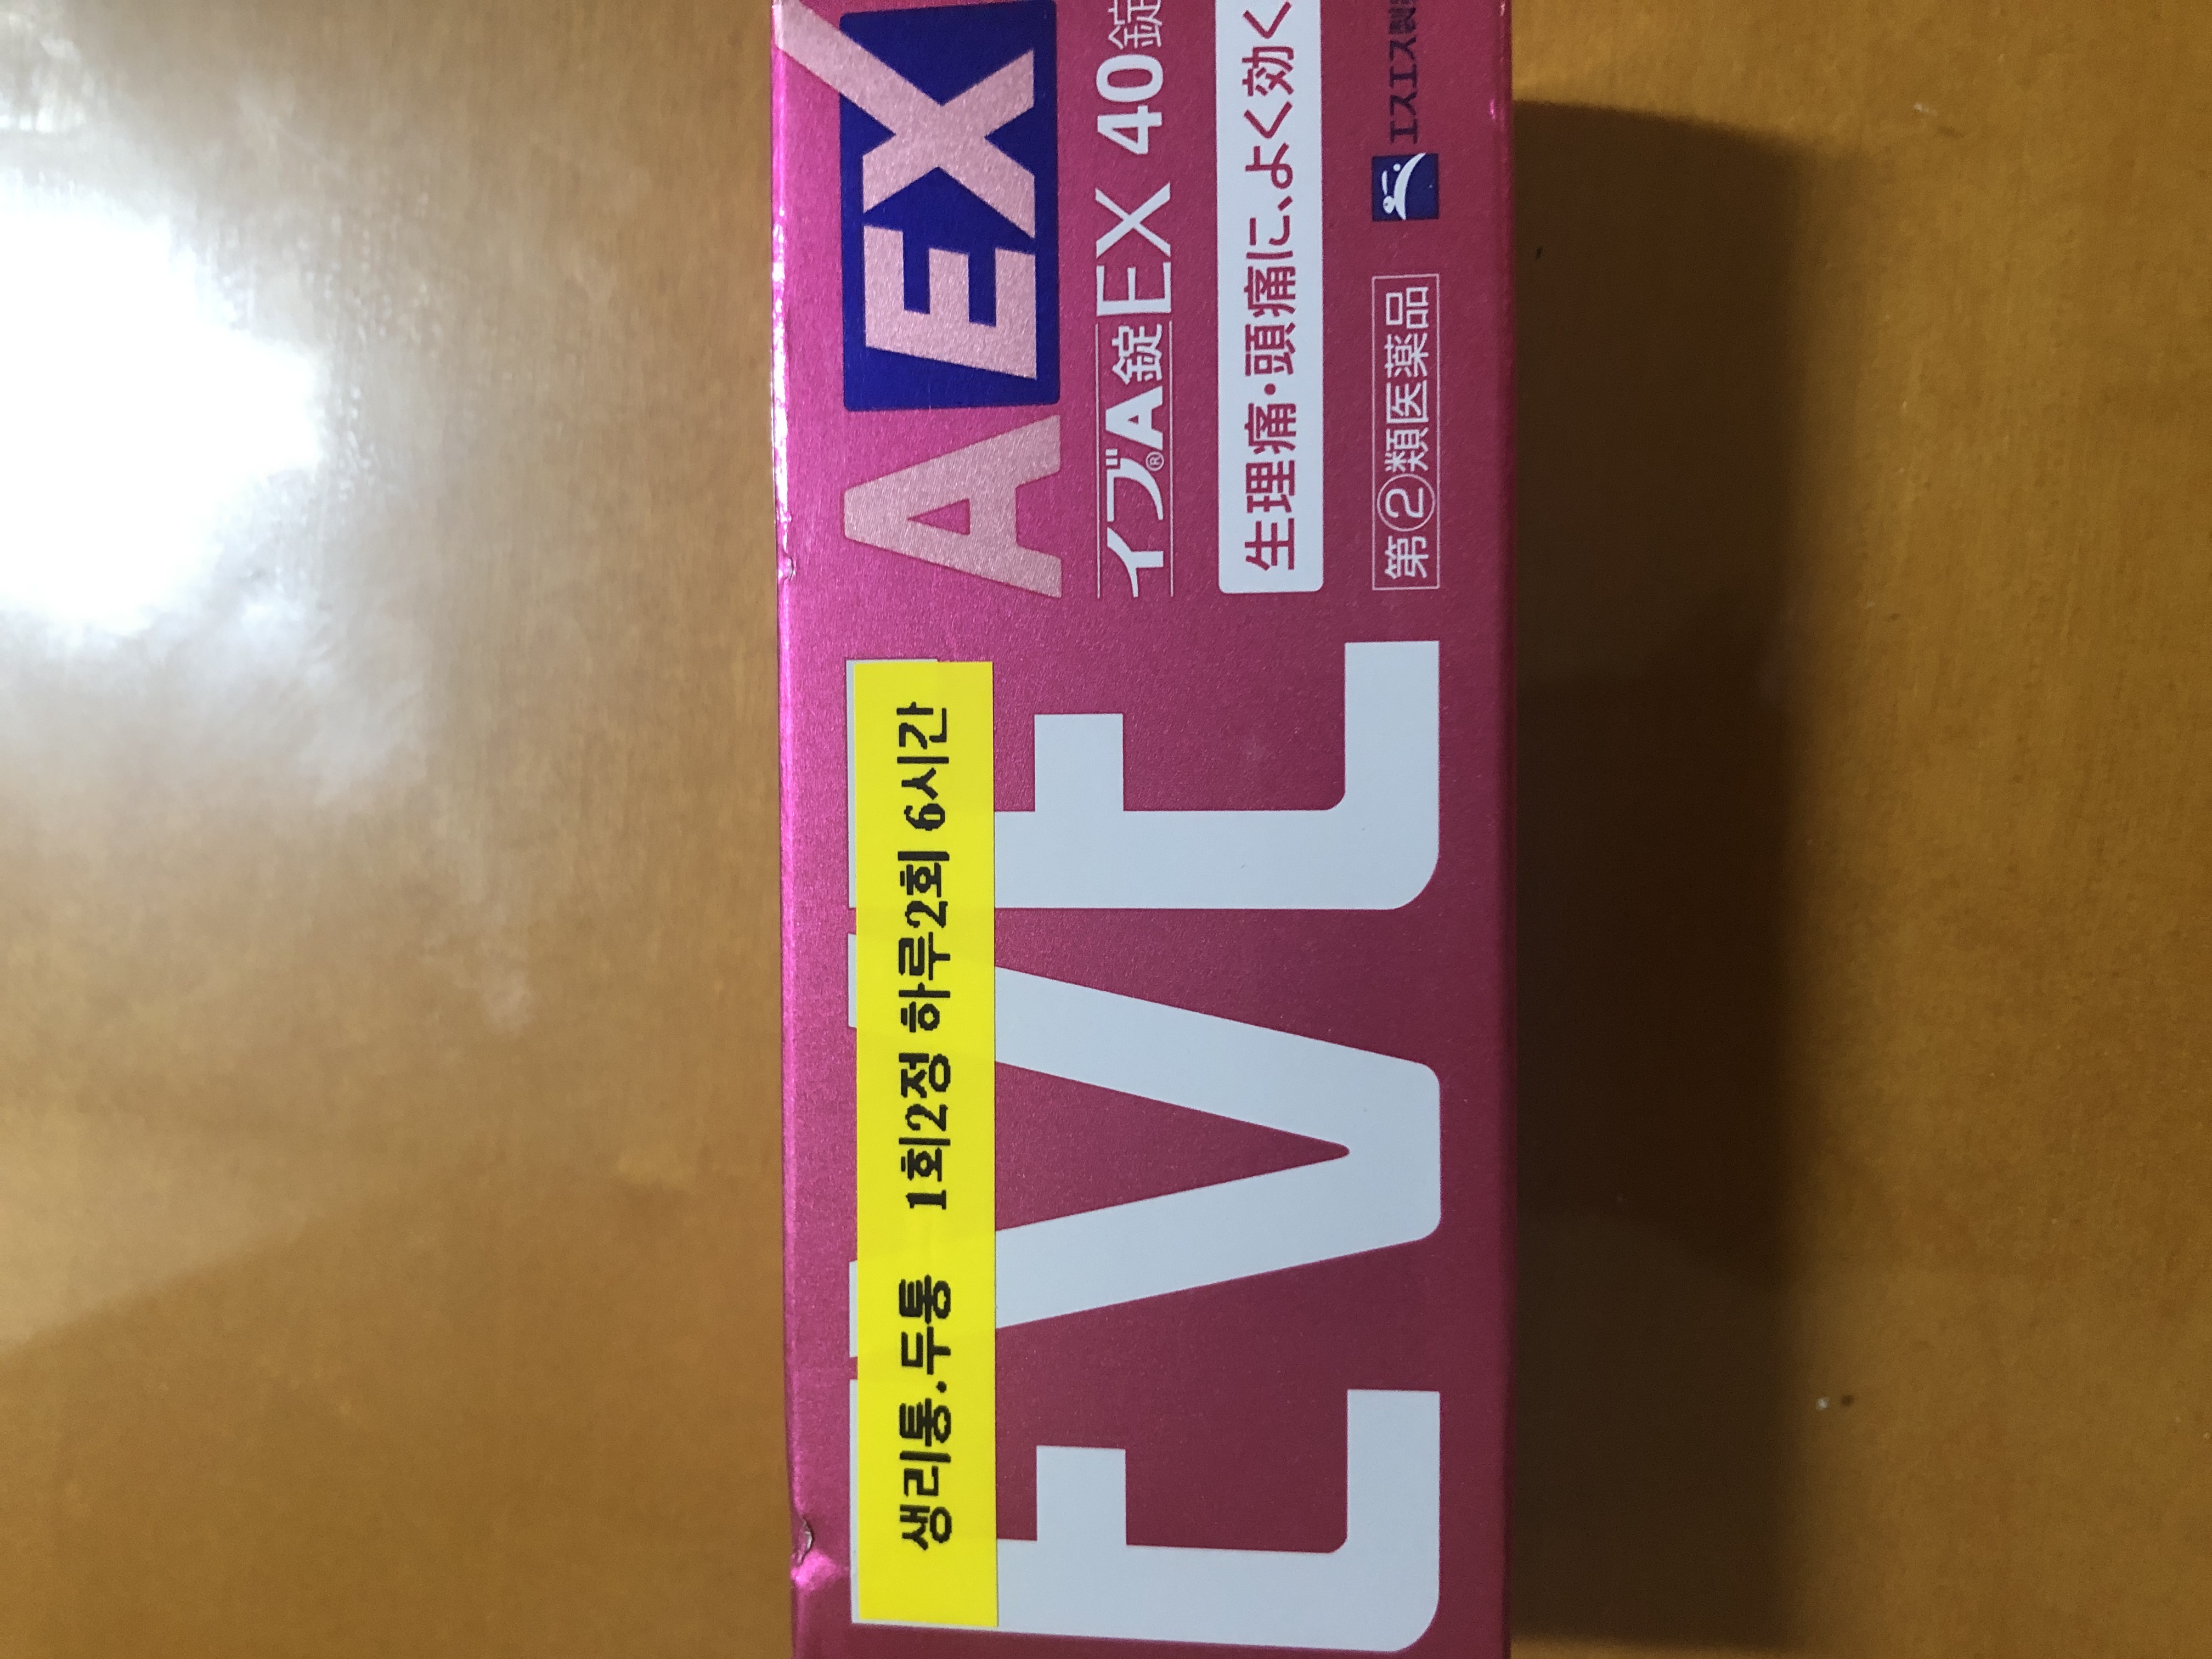 생리통.두통 1회2정 하루2회 6시간
EVE A EX
イブ®A錠EX 40錠
生理痛・頭痛に、よく効く
第②類医薬品 エスエス製